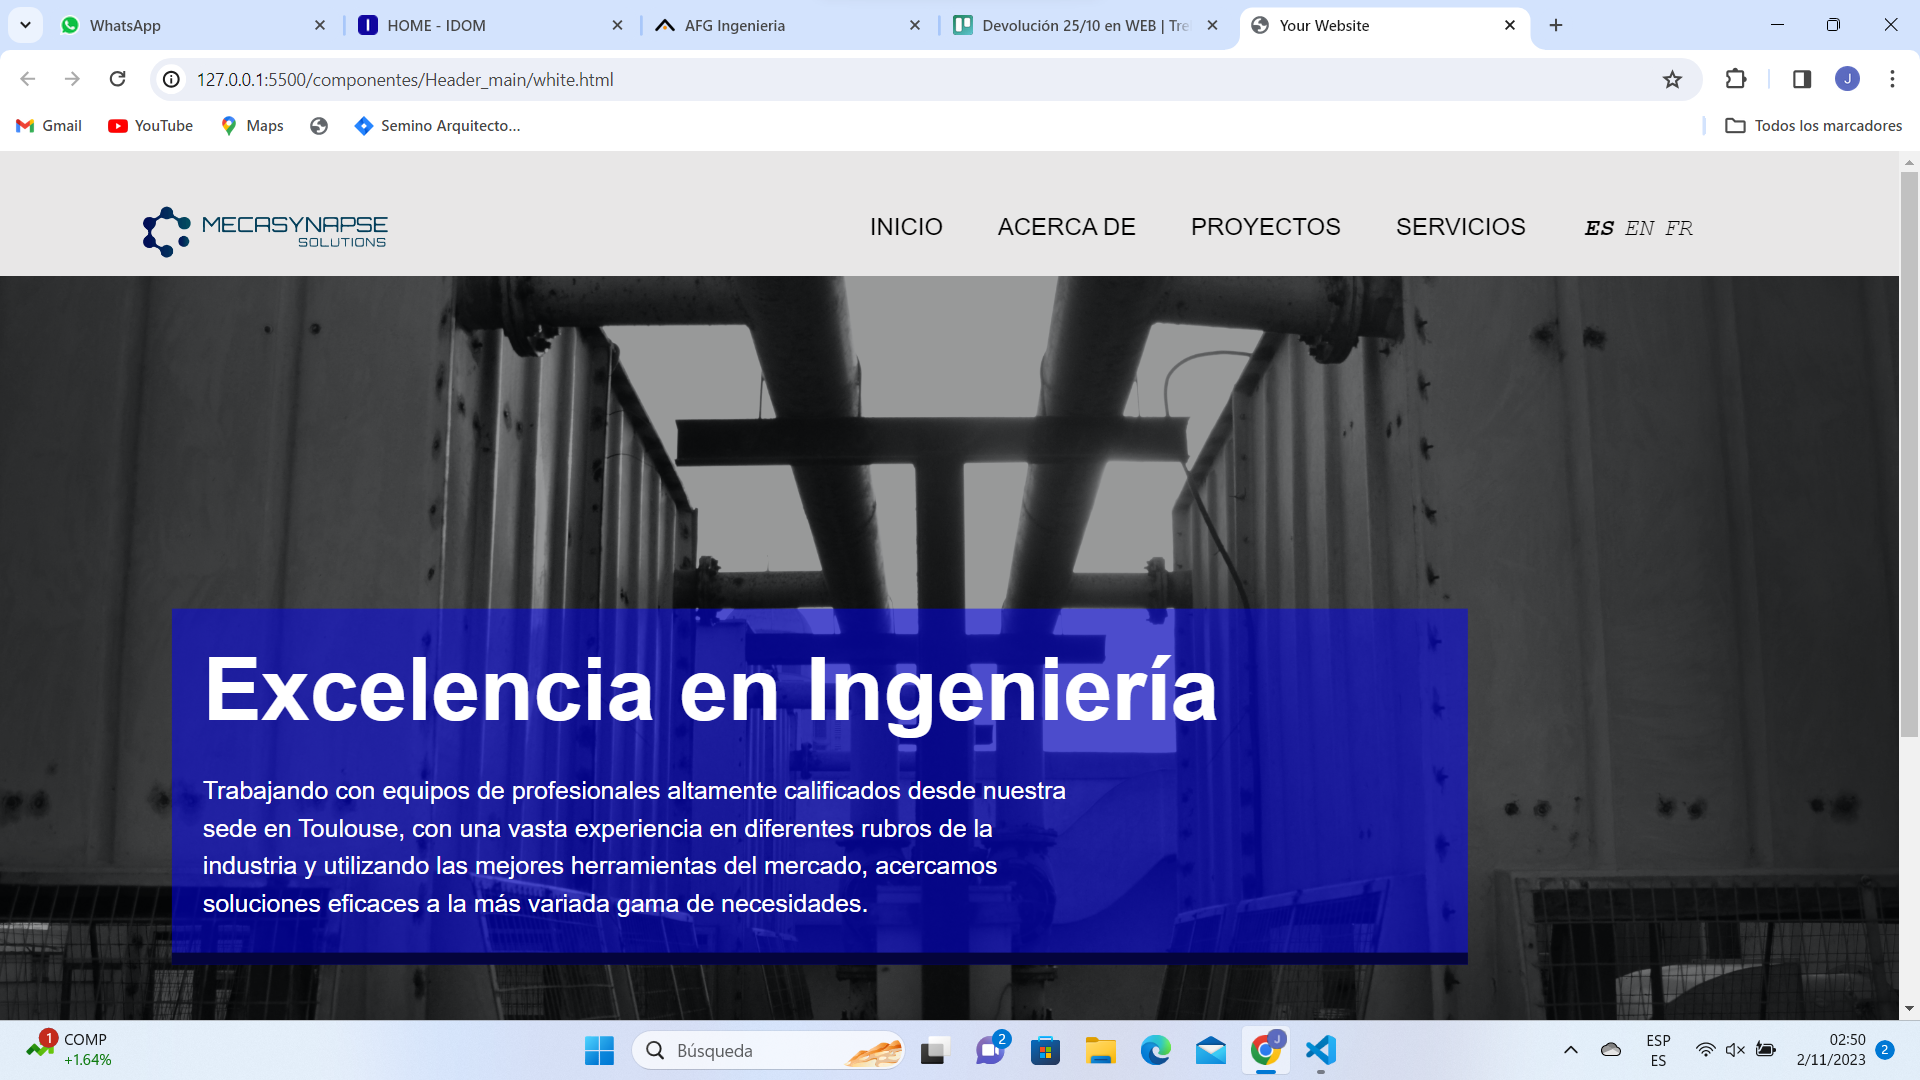 WhatsApp
HOME - IDOM
AFG Ingenieria
Devolución 25/10 en WEB | Tre
Your Website
127.0.0.1:5500/componentes/Header_main/white.html
J
Gmail
YouTube
Maps
Semino Arquitecto...
Todos los marcadores
MECASYNAPSE
SOLUTIONS
INICIO
ACERCA DE
PROYECTOS
SERVICIOS
ES EN FR
Excelencia en Ingeniería
Trabajando con equipos de profesionales altamente calificados desde nuestra
sede en Toulouse, con una vasta experiencia en diferentes rubros de la
industria y utilizando las mejores herramientas del mercado, acercamos
soluciones eficaces a la más variada gama de necesidades.
1
COMP
+1.64%
Búsqueda
2
J
ESP
ES
02:50
2/11/2023
2